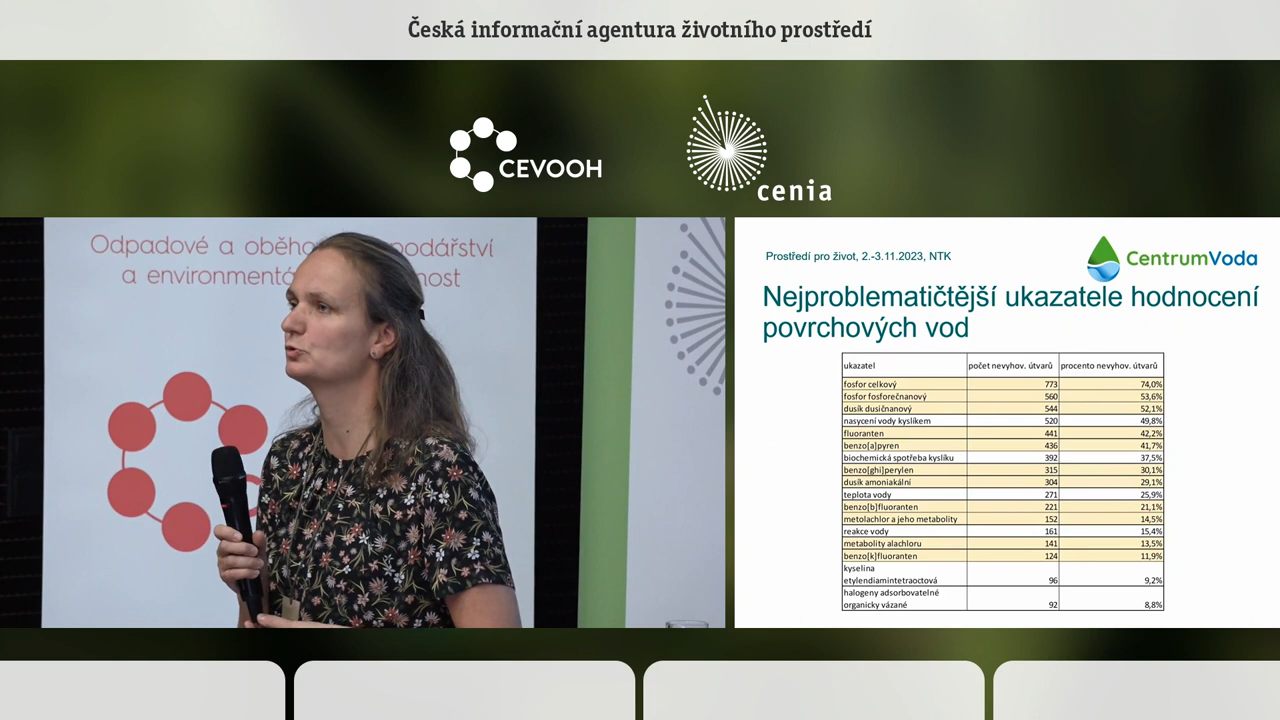 Česká informační agentura životního prostředí
CEVOOH
cenia
Odpadové a oběho podářství
a environmentá nost
Prostředí pro život, 2.-3.11.2023, NTK
CentrumVoda
Nejproblematičtější ukazatele hodnocení
povrchových vod
ukazatel počet nevyhov. útvarů procento nevyhov. útvarů
fosfor celkový 773 74,0%
fosfor fosforečnanový 560 53,6%
dusík dusičnanový 544 52,1%
nasycení vody kyslíkem 520 49,8%
fluoranten 441 42,2%
benzo[a]pyren 436 41,7%
biochemická spotřeba kyslíku 392 37,5%
benzo[ghi]perylen 315 30,1%
dusík amoniakální 304 29,1%
teplota vody 271 25,9%
benzo[b]fluoranten 221 21,1%
metolachlor a jeho metabolity 152 14,5%
reakce vody 161 15,4%
metabolity alachloru 141 13,5%
benzo[k]fluoranten 124 11,9%
kyselina
etylendiamintetraoctová 96 9,2%
halogeny adsorbovatelné
organicky vázané 92 8,8%